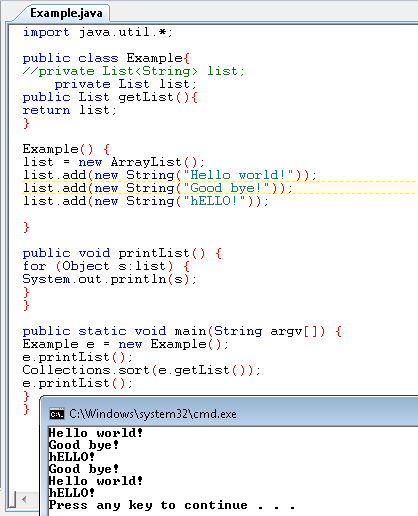 Example.java
import java.util.*;
public class Example{
//private List<String> list;
private List list;
public List getList(){
return list;
}
Example() {
list = new ArrayList();
list.add(new String("Hello world!"));
list.add(new String("Good bye!"));
list.add(new String("hELLO!"));
}
public void printList() {
for (Object s:list) {
System.out.println(s);
}
}
public static void main(String argv[]) {
Example e = new Example();
e.printList();
Collections.sort(e.getList());
e.printList();
}
}
C:\Windows\system32\cmd.exe
Hello world!
Good bye!
hELLO!
Good bye!
Hello world!
hELLO!
Press any key to continue . . .